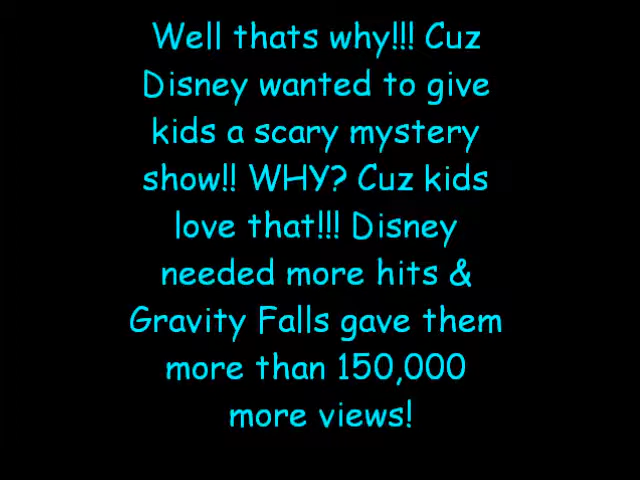 Well thats why!!! Cuz
Disney wanted to give
kids a scary mystery
show!! WHY? Cuz kids
love that!!! Disney
needed more hits &
Gravity Falls gave them
more than 150,000
more views!